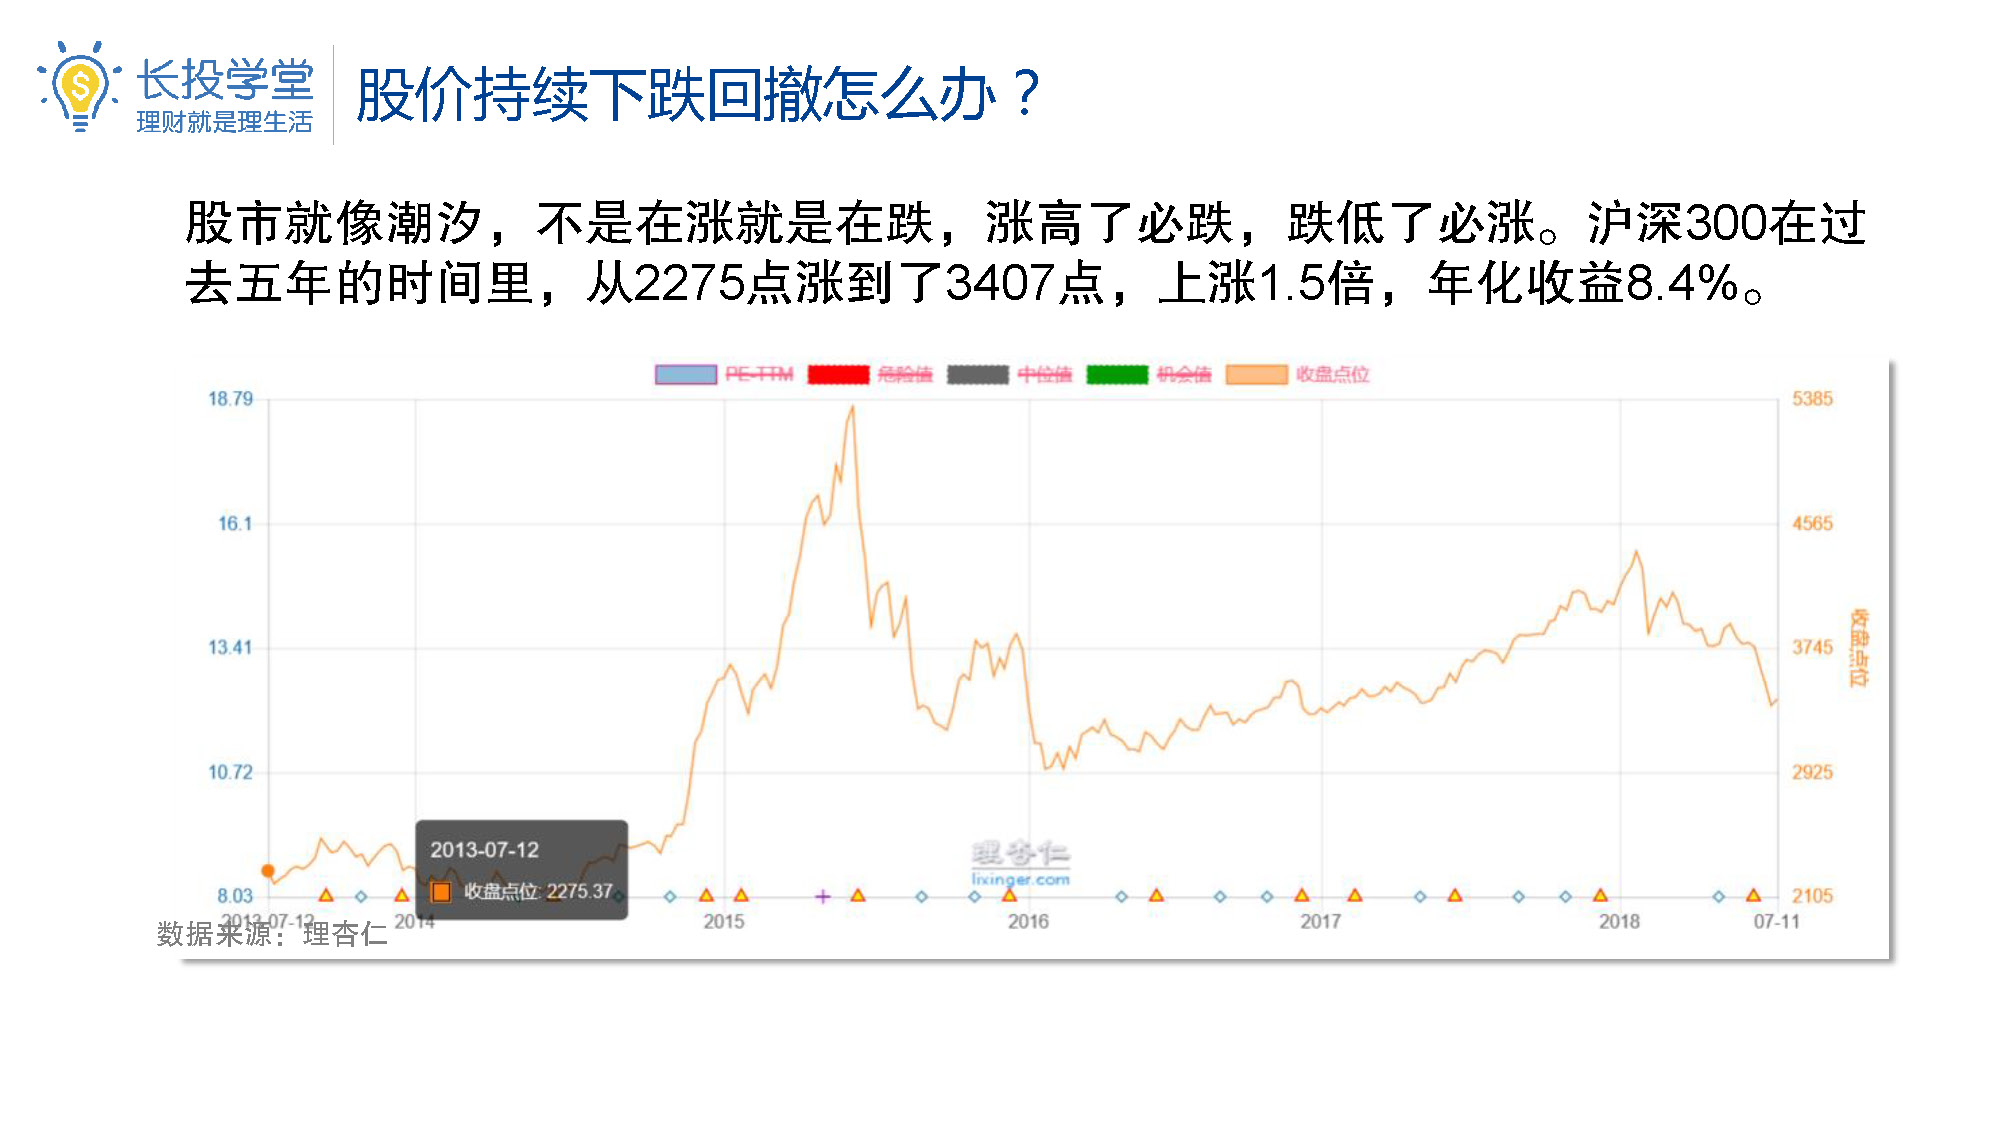 长投学堂
理财就是理生活
股价持续下跌回撤怎么办？
股市就像潮汐，不是在涨就是在跌，涨高了必跌，跌低了必涨。沪深300在过
去五年的时间里，从2275点涨到了3407点，上涨1.5倍，年化收益8.4%。
PE-TTM 危险值 中位值 机会值 收盘点位
18.79 5385
16.1 4565
13.41 3745
10.72 2925
8.03 2105
收盘点位
2013-07-12
收盘点位: 2275.37
理杏仁
lixinger.com
2013-07-12 2014 2015 2016 2017 2018 07-11
数据来源：理杏仁